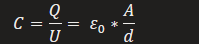 C = Q/U = ε₀ * A/d